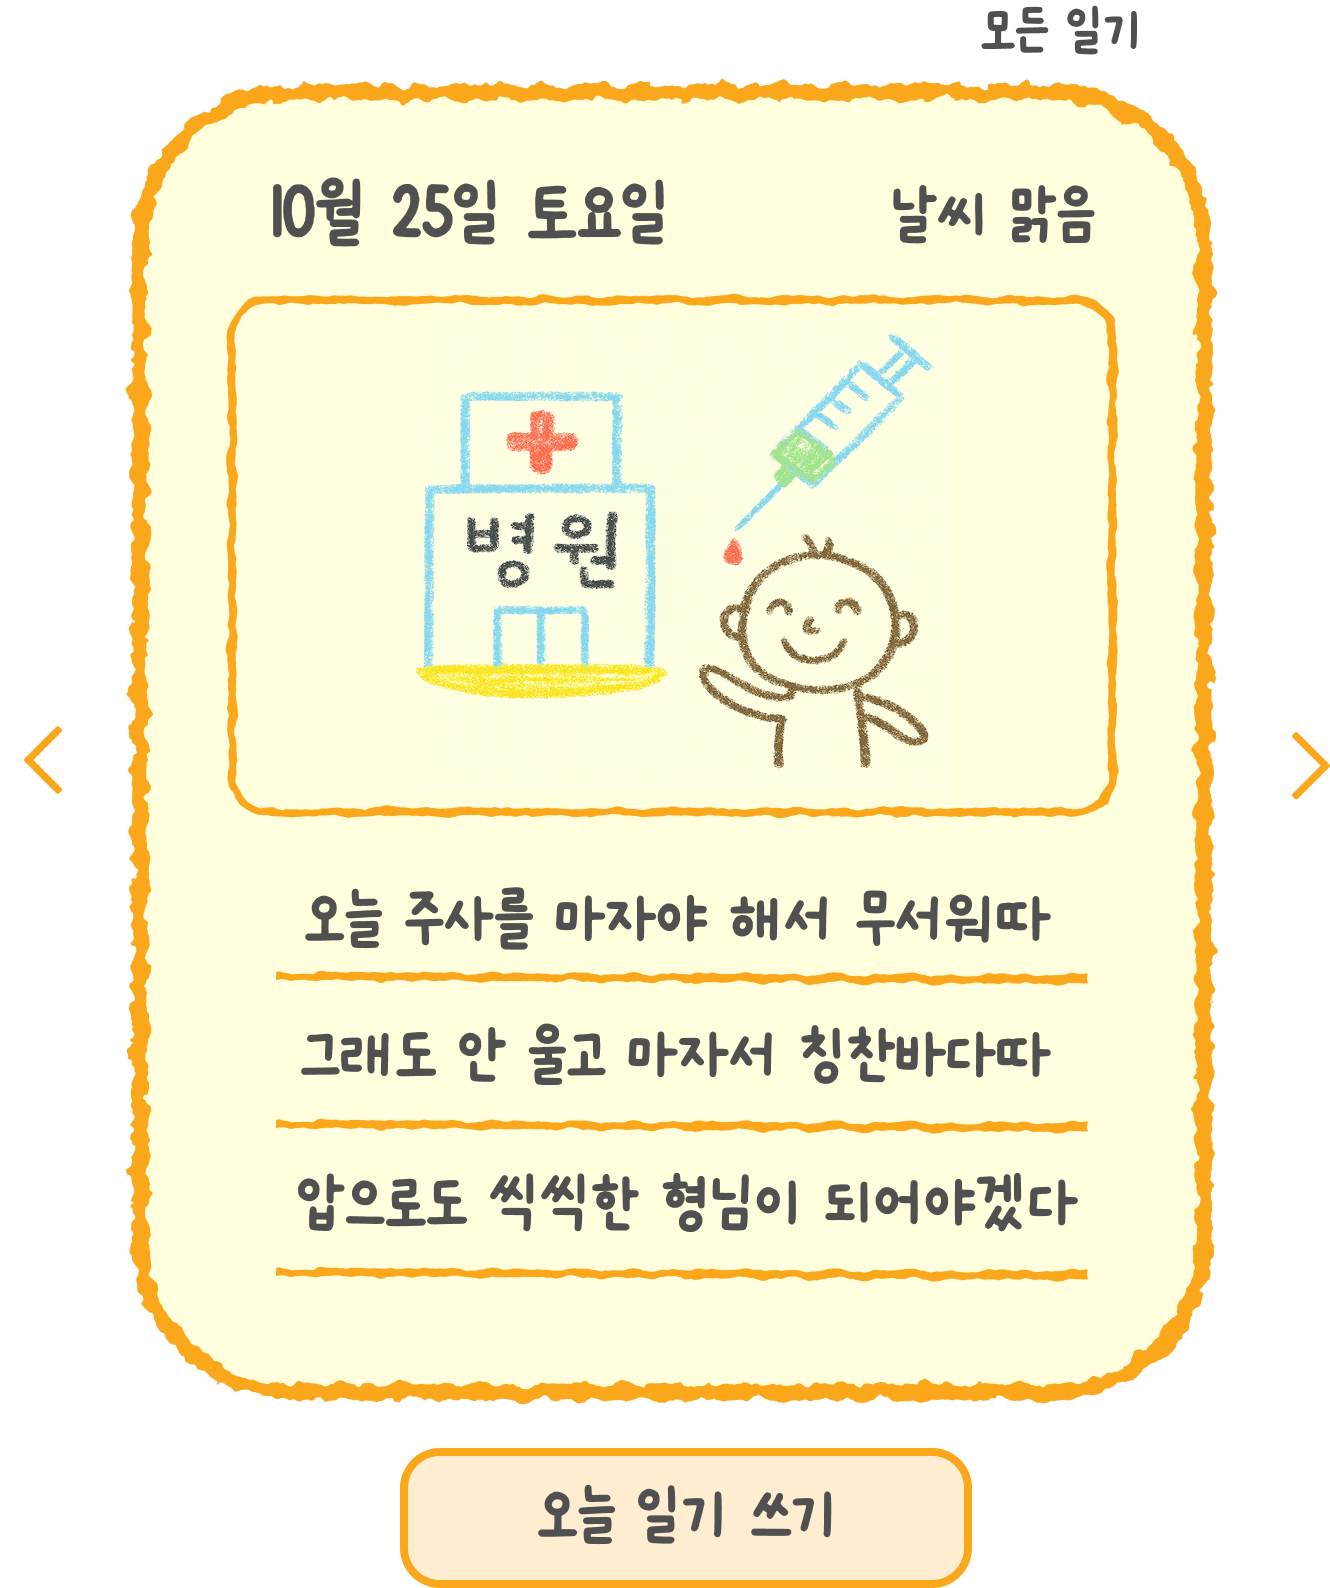 모든 일기
10월 25일 토요일 날씨 맑음
병원
오늘 주사를 마자야 해서 무서워따
그래도 안 울고 마자서 칭찬바다따
압으로도 씩씩한 형님이 되어야겠다
오늘 일기 쓰기